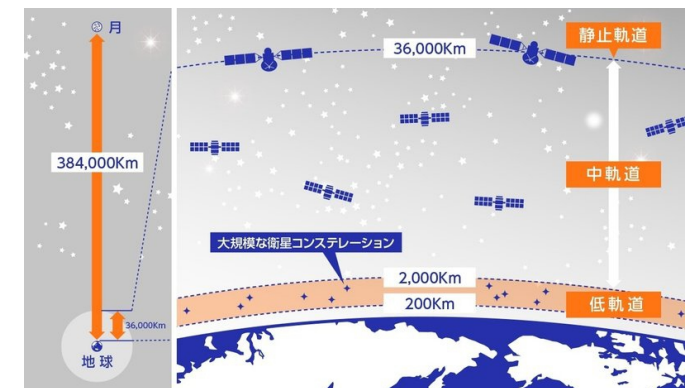 月
384,000Km
36,000Km
地球
36,000Km
静止軌道
中軌道
大規模な衛星コンステレーション
2,000Km
200Km
低軌道